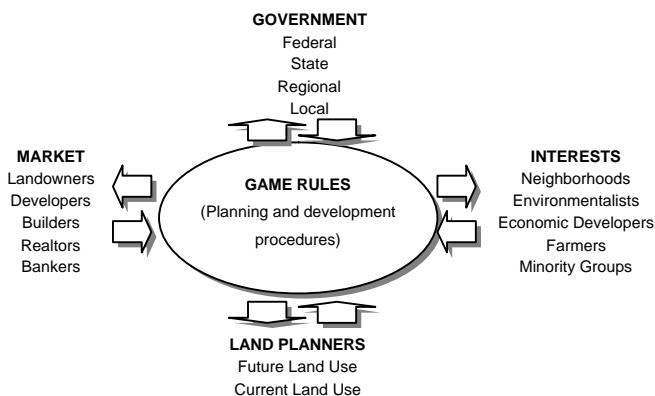 GOVERNMENT
Federal
State
Regional
Local
MARKET
Landowners
Developers
Builders
Realtors
Bankers
GAME RULES
(Planning and development
procedures)
INTERESTS
Neighborhoods
Environmentalists
Economic Developers
Farmers
Minority Groups
LAND PLANNERS
Future Land Use
Current Land Use